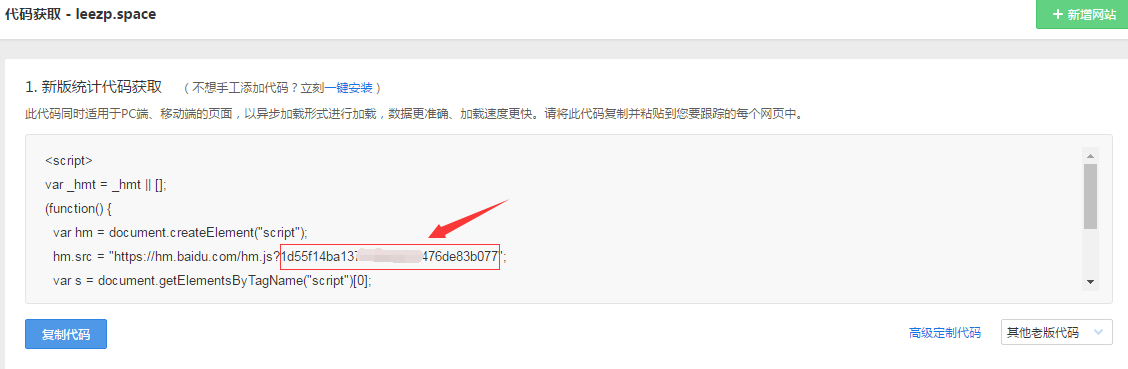 代码获取 - leezp.space
+ 新增网站
1. 新版统计代码获取 （不想手工添加代码？立刻一键安装）
此代码同时适用于PC端、移动端的页面，以异步加载形式进行加载，数据更准确、加载速度更快。请将此代码复制并粘贴到您要跟踪的每个网页中。
<script>
var _hmt = _hmt || [];
(function() {
var hm = document.createElement("script");
hm.src = "https://hm.baidu.com/hm.js?1d55f14ba137 476de83b077";
var s = document.getElementsByTagName("script")[0];
复制代码
高级定制代码
其他老版代码